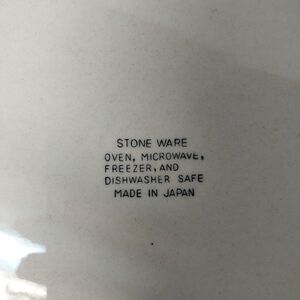 STONE WARE
OVEN, MICROWAVE,
FREEZER, AND
DISHWASHER SAFE
MADE IN JAPAN